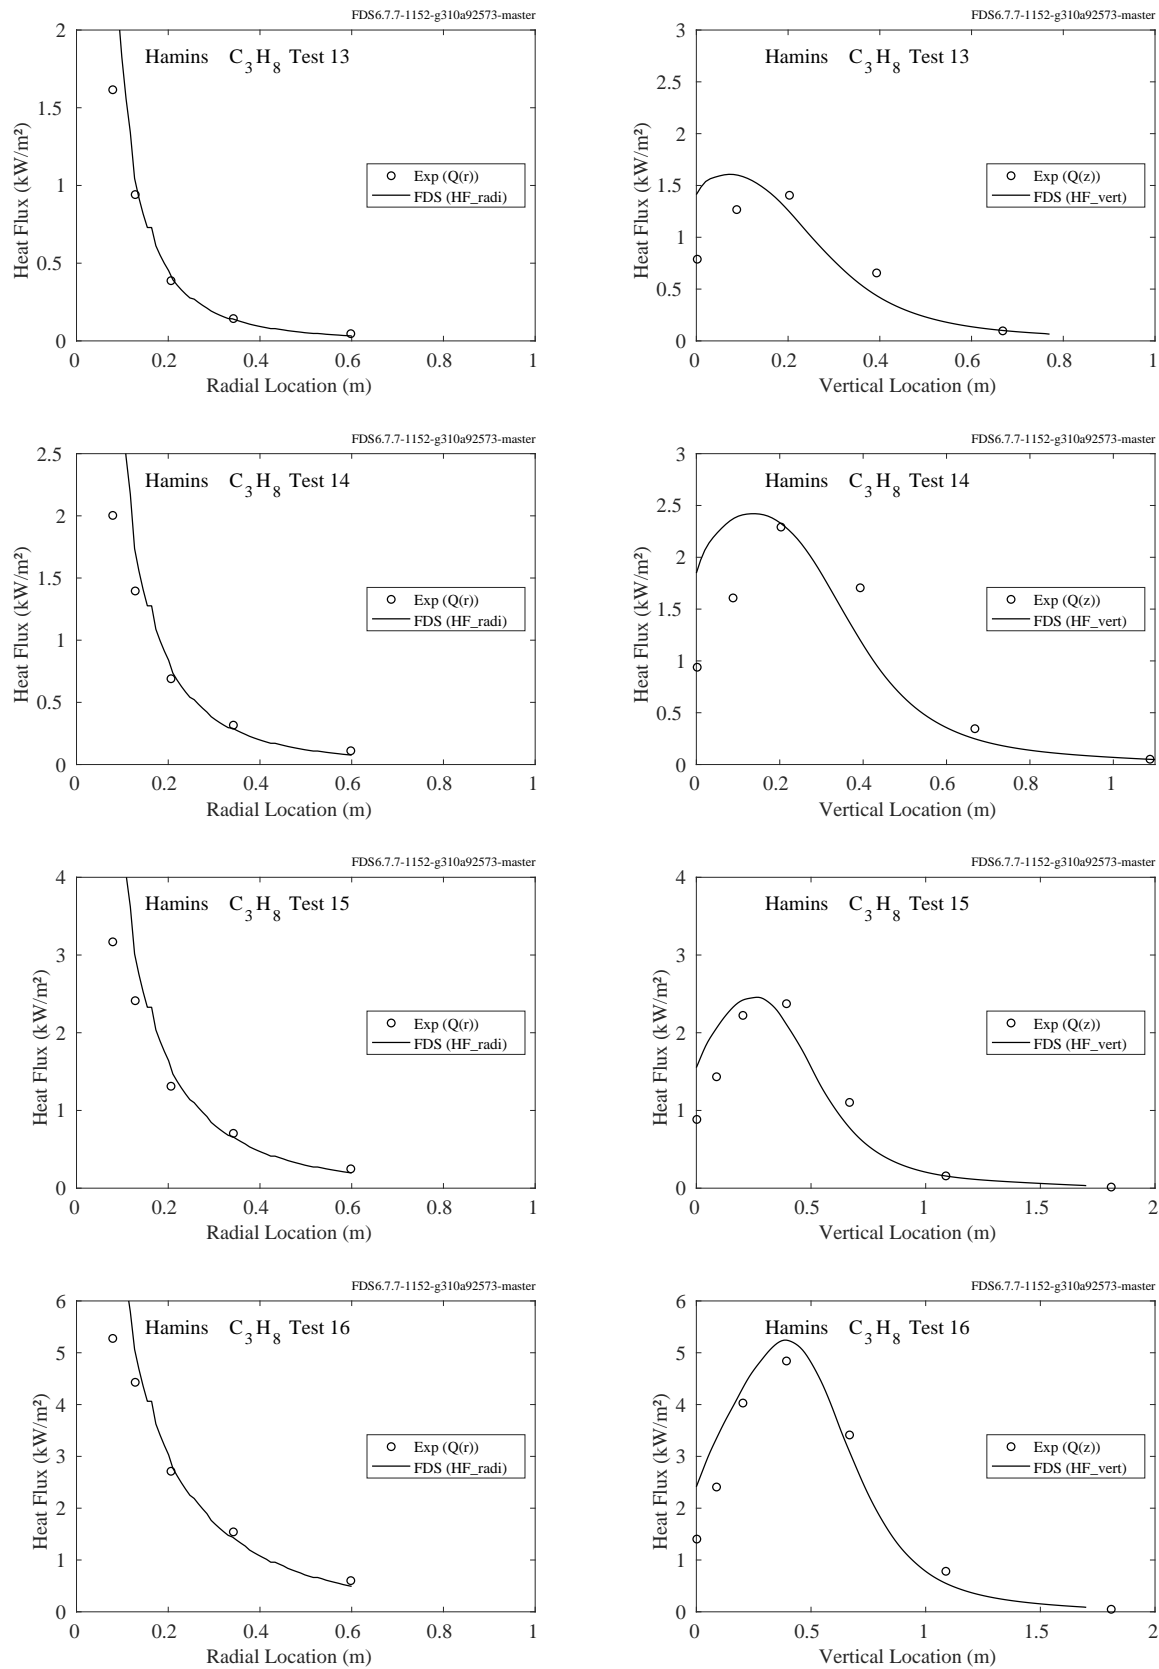 FDS6.7.7-1152-g310a92573-master
Hamins C3H8 Test 13
2
1.5
1
0.5
0
Heat Flux (kW/m²)
Exp (Q(r))
FDS (HF_radi)
0 0.2 0.4 0.6 0.8 1
Radial Location (m)
FDS6.7.7-1152-g310a92573-master
Hamins C3H8 Test 13
3
2.5
2
1.5
1
0.5
0
Heat Flux (kW/m²)
Exp (Q(z))
FDS (HF_vert)
0 0.2 0.4 0.6 0.8 1
Vertical Location (m)
FDS6.7.7-1152-g310a92573-master
Hamins C3H8 Test 14
2.5
2
1.5
1
0.5
0
Heat Flux (kW/m²)
Exp (Q(r))
FDS (HF_radi)
0 0.2 0.4 0.6 0.8 1
Radial Location (m)
FDS6.7.7-1152-g310a92573-master
Hamins C3H8 Test 14
3
2.5
2
1.5
1
0.5
0
Heat Flux (kW/m²)
Exp (Q(z))
FDS (HF_vert)
0 0.2 0.4 0.6 0.8 1
Vertical Location (m)
FDS6.7.7-1152-g310a92573-master
Hamins C3H8 Test 15
4
3
2
1
0
Heat Flux (kW/m²)
Exp (Q(r))
FDS (HF_radi)
0 0.2 0.4 0.6 0.8 1
Radial Location (m)
FDS6.7.7-1152-g310a92573-master
Hamins C3H8 Test 15
4
3
2
1
0
Heat Flux (kW/m²)
Exp (Q(z))
FDS (HF_vert)
0 0.5 1 1.5 2
Vertical Location (m)
FDS6.7.7-1152-g310a92573-master
Hamins C3H8 Test 16
6
5
4
3
2
1
0
Heat Flux (kW/m²)
Exp (Q(r))
FDS (HF_radi)
0 0.2 0.4 0.6 0.8 1
Radial Location (m)
FDS6.7.7-1152-g310a92573-master
Hamins C3H8 Test 16
6
5
4
3
2
1
0
Heat Flux (kW/m²)
Exp (Q(z))
FDS (HF_vert)
0 0.5 1 1.5 2
Vertical Location (m)